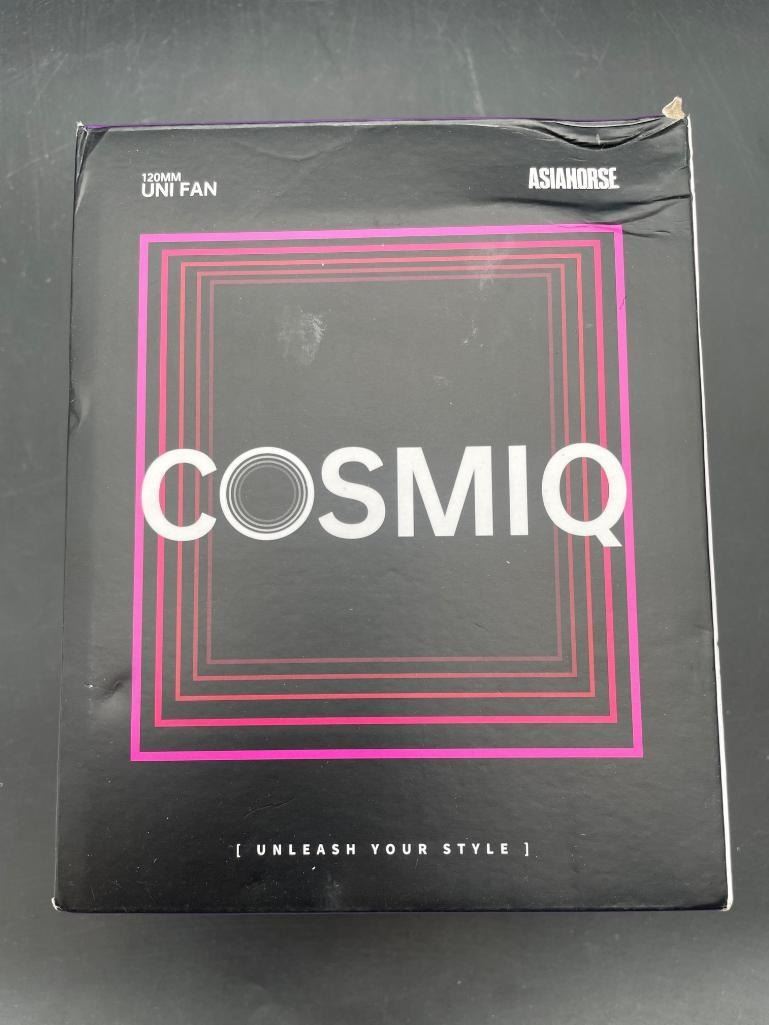 120MM
UNI FAN
ASIAHORSE
COSMIQ
[ UNLEASH YOUR STYLE ]